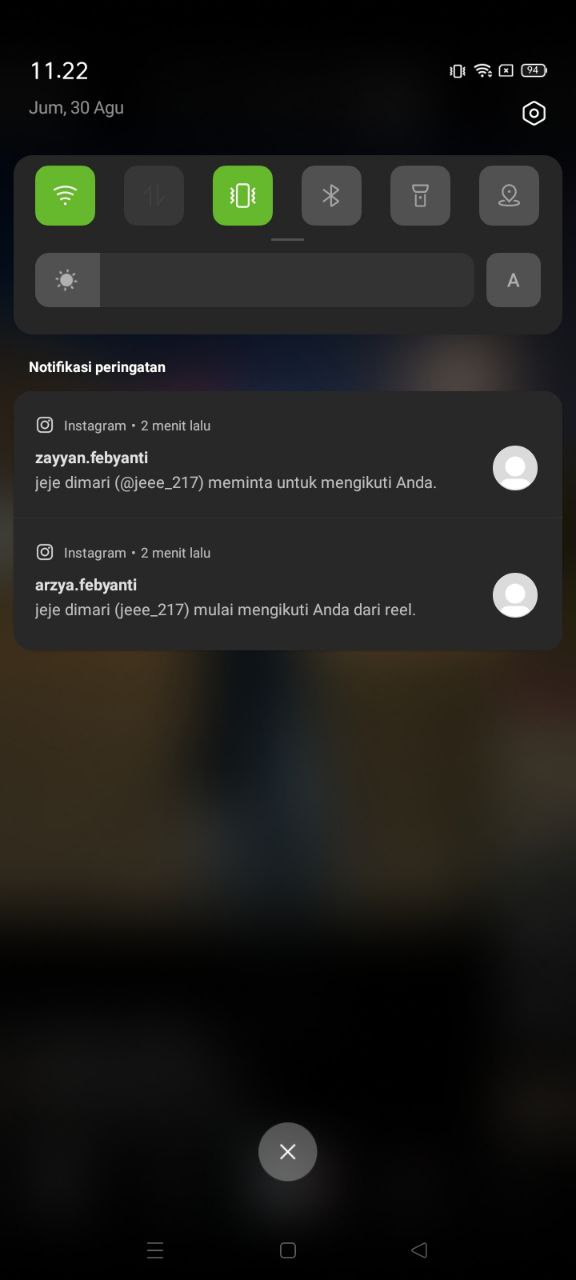 11.22
94
Jum, 30 Agu
A
Notifikasi peringatan
Instagram • 2 menit lalu
zayyan.febyanti
jeje dimari (@jeee_217) meminta untuk mengikuti Anda.
Instagram • 2 menit lalu
arzya.febyanti
jeje dimari (jeee_217) mulai mengikuti Anda dari reel.